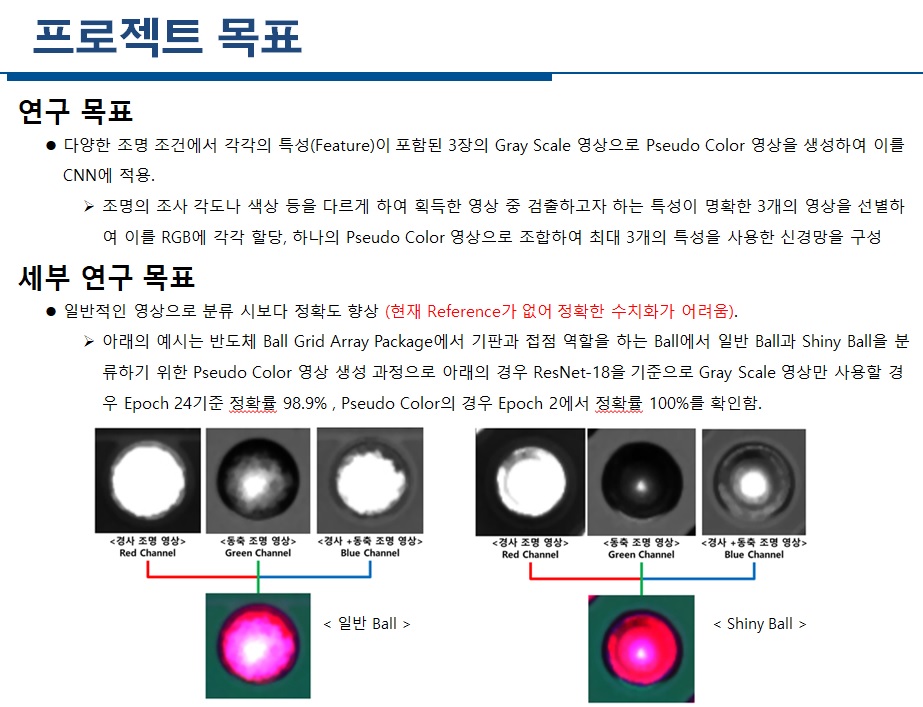 프로젝트 목표
연구 목표
● 다양한 조명 조건에서 각각의 특성(Feature)이 포함된 3장의 Gray Scale 영상으로 Pseudo Color 영상을 생성하여 이를
CNN에 적용.
➢ 조명의 조사 각도나 색상 등을 다르게 하여 획득한 영상 중 검출하고자 하는 특성이 명확한 3개의 영상을 선별하
여 이를 RGB에 각각 할당, 하나의 Pseudo Color 영상으로 조합하여 최대 3개의 특성을 사용한 신경망을 구성
세부 연구 목표
● 일반적인 영상으로 분류 시보다 정확도 향상 (현재 Reference가 없어 정확한 수치화가 어려움).
➢ 아래의 예시는 반도체 Ball Grid Array Package에서 기판과 접점 역할을 하는 Ball에서 일반 Ball과 Shiny Ball을 분
류하기 위한 Pseudo Color 영상 생성 과정으로 아래의 경우 ResNet-18을 기준으로 Gray Scale 영상만 사용할 경
우 Epoch 24기준 정확률 98.9% , Pseudo Color의 경우 Epoch 2에서 정확률 100%를 확인함.
<경사 조명 영상>
Red Channel
<동축 조명 영상>
Green Channel
<경사 +동축 조명 영상>
Blue Channel
< 일반 Ball >
<경사 조명 영상>
Red Channel
<동축 조명 영상>
Green Channel
<경사 +동축 조명 영상>
Blue Channel
< Shiny Ball >